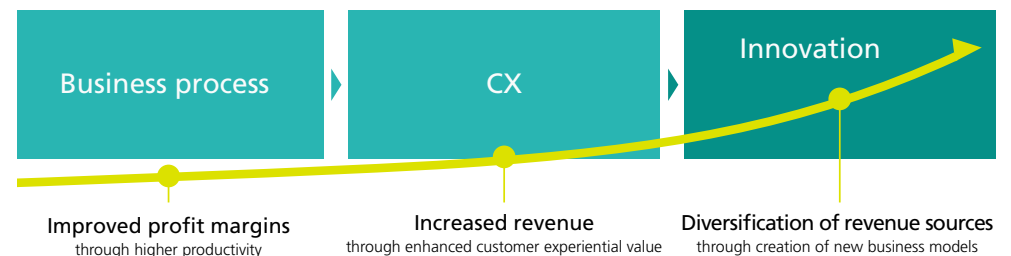 Business process
CX
Innovation
Improved profit margins
through higher productivity
Increased revenue
through enhanced customer experiential value
Diversification of revenue sources
through creation of new business models